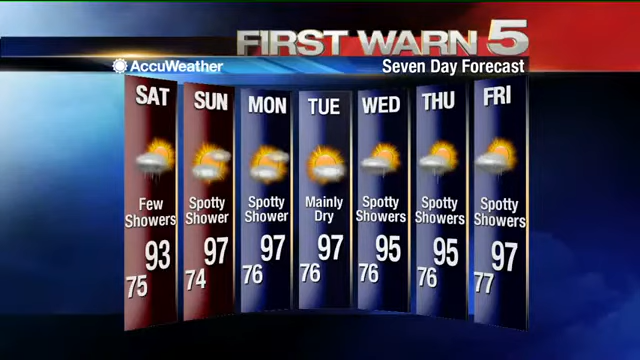 FIRST WARN 5
AccuWeather
Seven Day Forecast
SAT
Few
Showers
93
75
SUN
Spotty
Shower
97
74
MON
Spotty
Shower
97
76
TUE
Mainly
Dry
97
76
WED
Spotty
Showers
95
76
THU
Spotty
Showers
95
76
FRI
Spotty
Showers
97
77